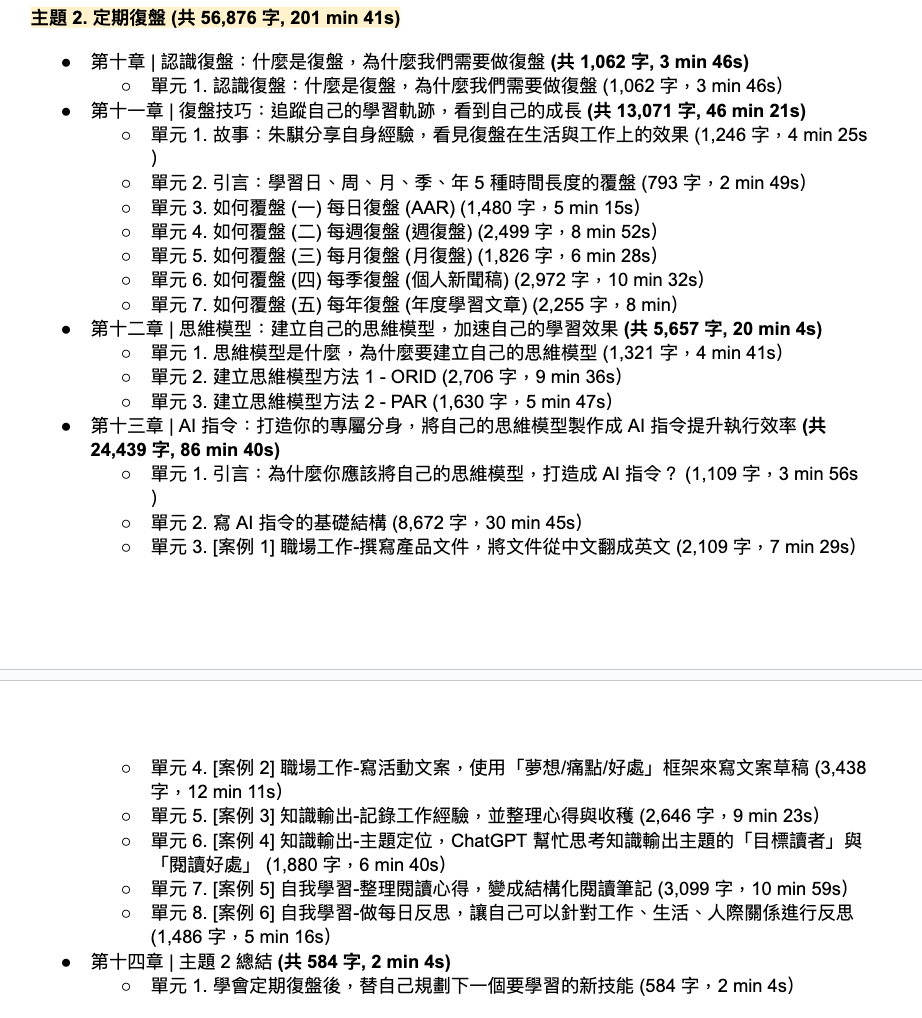 主題 2. 定期復盤 (共 56,876 字, 201 min 41s)
● 第十章 | 認識復盤：什麼是復盤，為什麼我們需要做復盤 (共 1,062 字, 3 min 46s)
○ 單元 1. 認識復盤：什麼是復盤，為什麼我們需要做復盤 (1,062 字，3 min 46s)
● 第十一章 | 復盤技巧：追蹤自己的學習軌跡，看到自己的成長 (共 13,071 字, 46 min 21s)
○ 單元 1. 故事：朱騏分享自身經驗，看見復盤在生活與工作上的效果 (1,246 字，4 min 25s
)
○ 單元 2. 引言：學習日、周、月、季、年 5 種時間長度的覆盤 (793 字，2 min 49s)
○ 單元 3. 如何覆盤 (一) 每日復盤 (AAR) (1,480 字，5 min 15s)
○ 單元 4. 如何覆盤 (二) 每週復盤 (週復盤) (2,499 字，8 min 52s)
○ 單元 5. 如何覆盤 (三) 每月復盤 (月復盤) (1,826 字，6 min 28s)
○ 單元 6. 如何覆盤 (四) 每季復盤 (個人新聞稿) (2,972 字，10 min 32s)
○ 單元 7. 如何覆盤 (五) 每年復盤 (年度學習文章) (2,255 字，8 min)
● 第十二章 | 思維模型：建立自己的思維模型，加速自己的學習效果 (共 5,657 字, 20 min 4s)
○ 單元 1. 思維模型是什麼，為什麼要建立自己的思維模型 (1,321 字，4 min 41s)
○ 單元 2. 建立思維模型方法 1 - ORID (2,706 字，9 min 36s)
○ 單元 3. 建立思維模型方法 2 - PAR (1,630 字，5 min 47s)
● 第十三章 | AI 指令：打造你的專屬分身，將自己的思維模型製作成 AI 指令提升執行效率 (共
24,439 字, 86 min 40s)
○ 單元 1. 引言：為什麼你應該將自己的思維模型，打造成 AI 指令？ (1,109 字，3 min 56s
)
○ 單元 2. 寫 AI 指令的基礎結構 (8,672 字，30 min 45s)
○ 單元 3. [案例 1] 職場工作-撰寫產品文件，將文件從中文翻成英文 (2,109 字，7 min 29s)
○ 單元 4. [案例 2] 職場工作-寫活動文案，使用「夢想/痛點/好處」框架來寫文案草稿 (3,438
字，12 min 11s)
○ 單元 5. [案例 3] 知識輸出-記錄工作經驗，並整理心得與收穫 (2,646 字，9 min 23s)
○ 單元 6. [案例 4] 知識輸出-主題定位，ChatGPT 幫忙思考知識輸出主題的「目標讀者」與
「閱讀好處」 (1,880 字，6 min 40s)
○ 單元 7. [案例 5] 自我學習-整理閱讀心得，變成結構化閱讀筆記 (3,099 字，10 min 59s)
○ 單元 8. [案例 6] 自我學習-做每日反思，讓自己可以針對工作、生活、人際關係進行反思
(1,486 字，5 min 16s)
● 第十四章 | 主題 2 總結 (共 584 字, 2 min 4s)
○ 單元 1. 學會定期復盤後，替自己規劃下一個要學習的新技能 (584 字，2 min 4s)